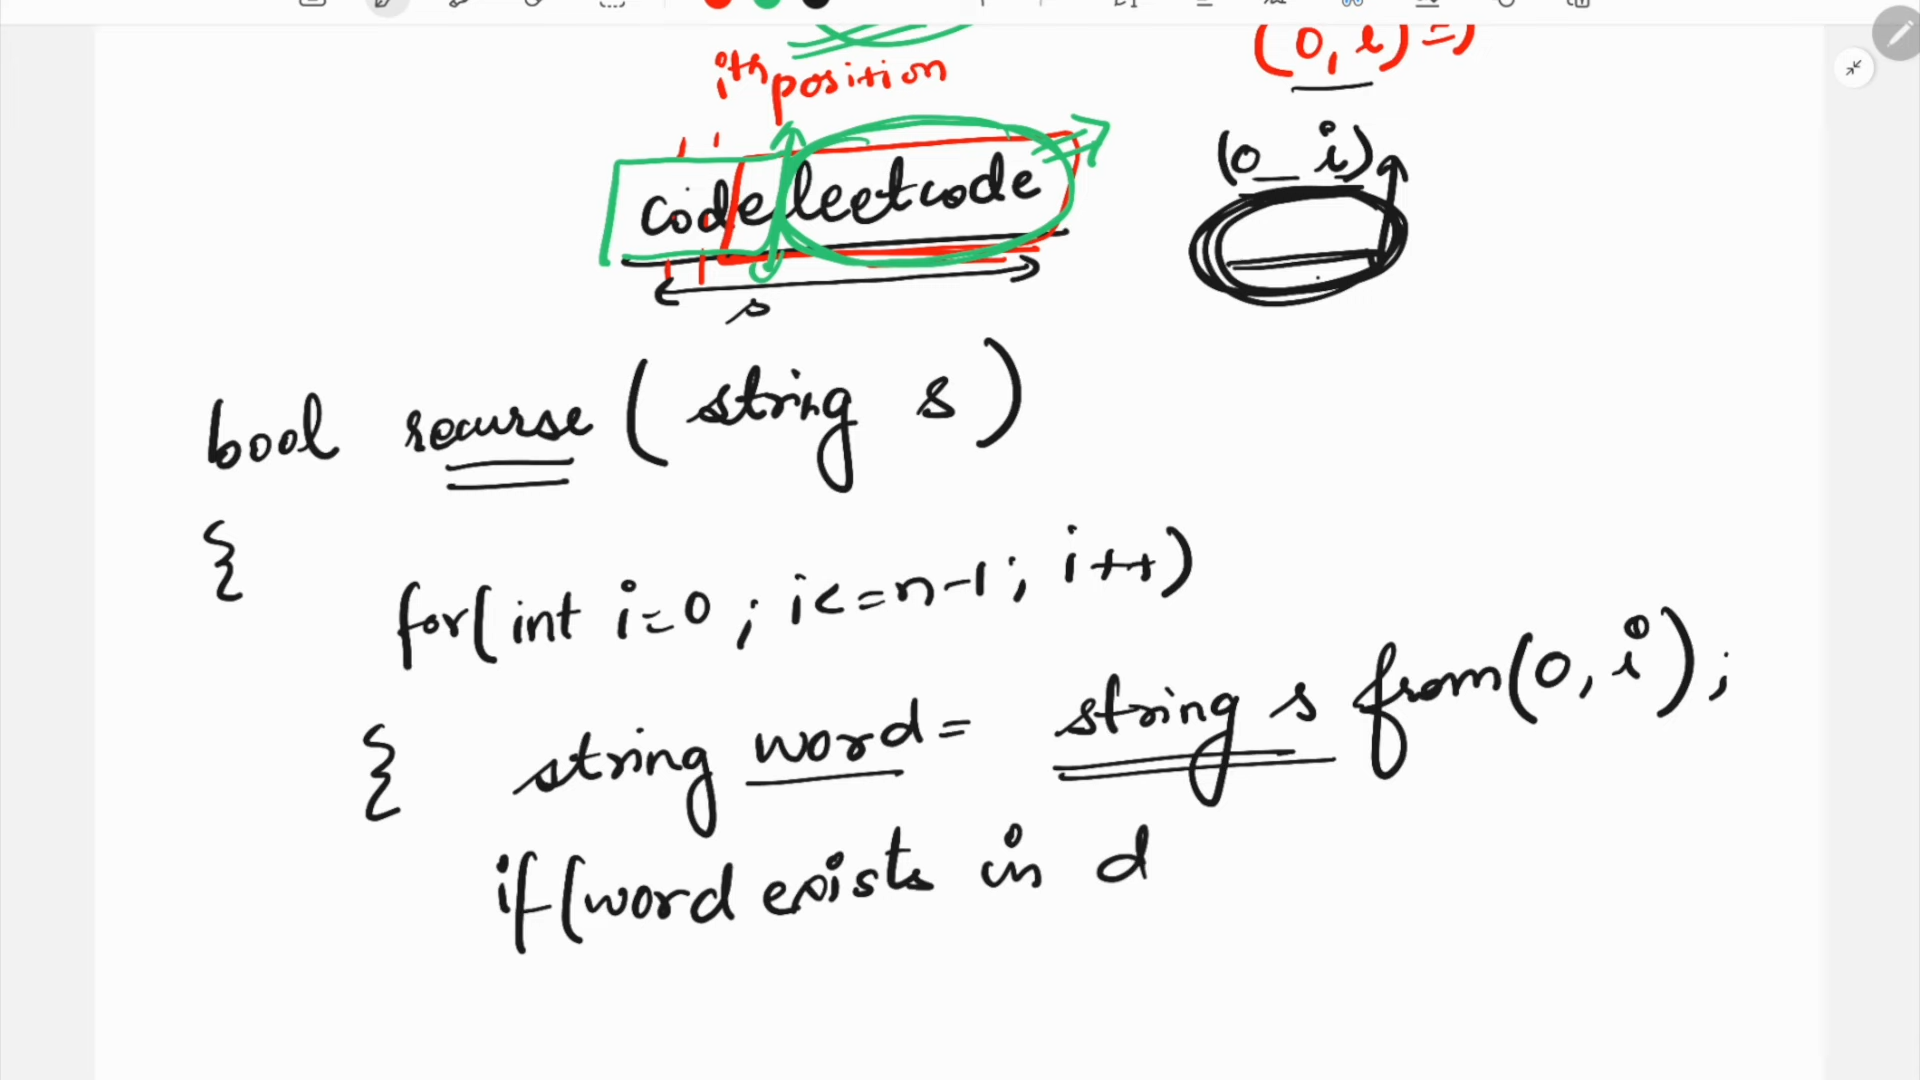 (0, i) =)
ith position
(0 _ i)
codeleetcode
s
bool recurse (string s)
{
for(int i=0 ; i<=n-1; i++)
{ string word = string s from(0, i);
if(word exists in d